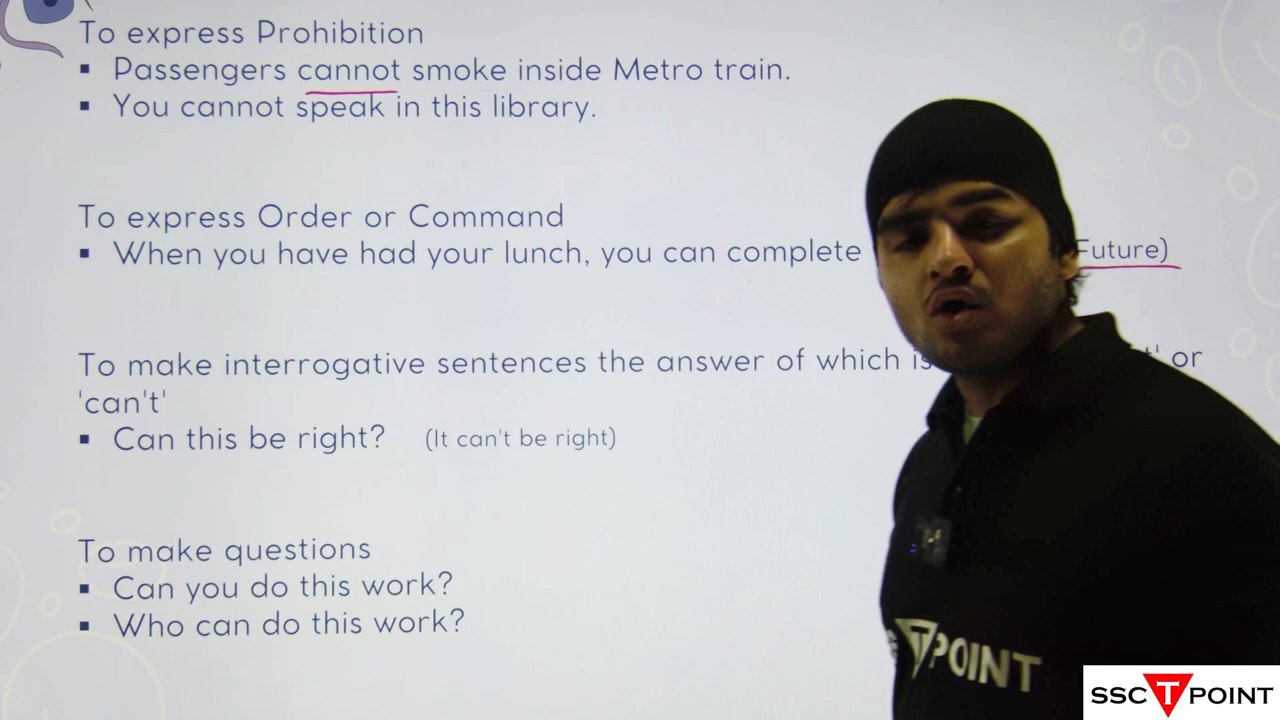 To express Prohibition
▪ Passengers cannot smoke inside Metro train.
▪ You cannot speak in this library.
To express Order or Command
▪ When you have had your lunch, you can complete Future)
To make interrogative sentences the answer of which is t' or
'can't'
▪ Can this be right? (It can't be right)
To make questions
▪ Can you do this work?
▪ Who can do this work?
T POINT
SSC T POINT